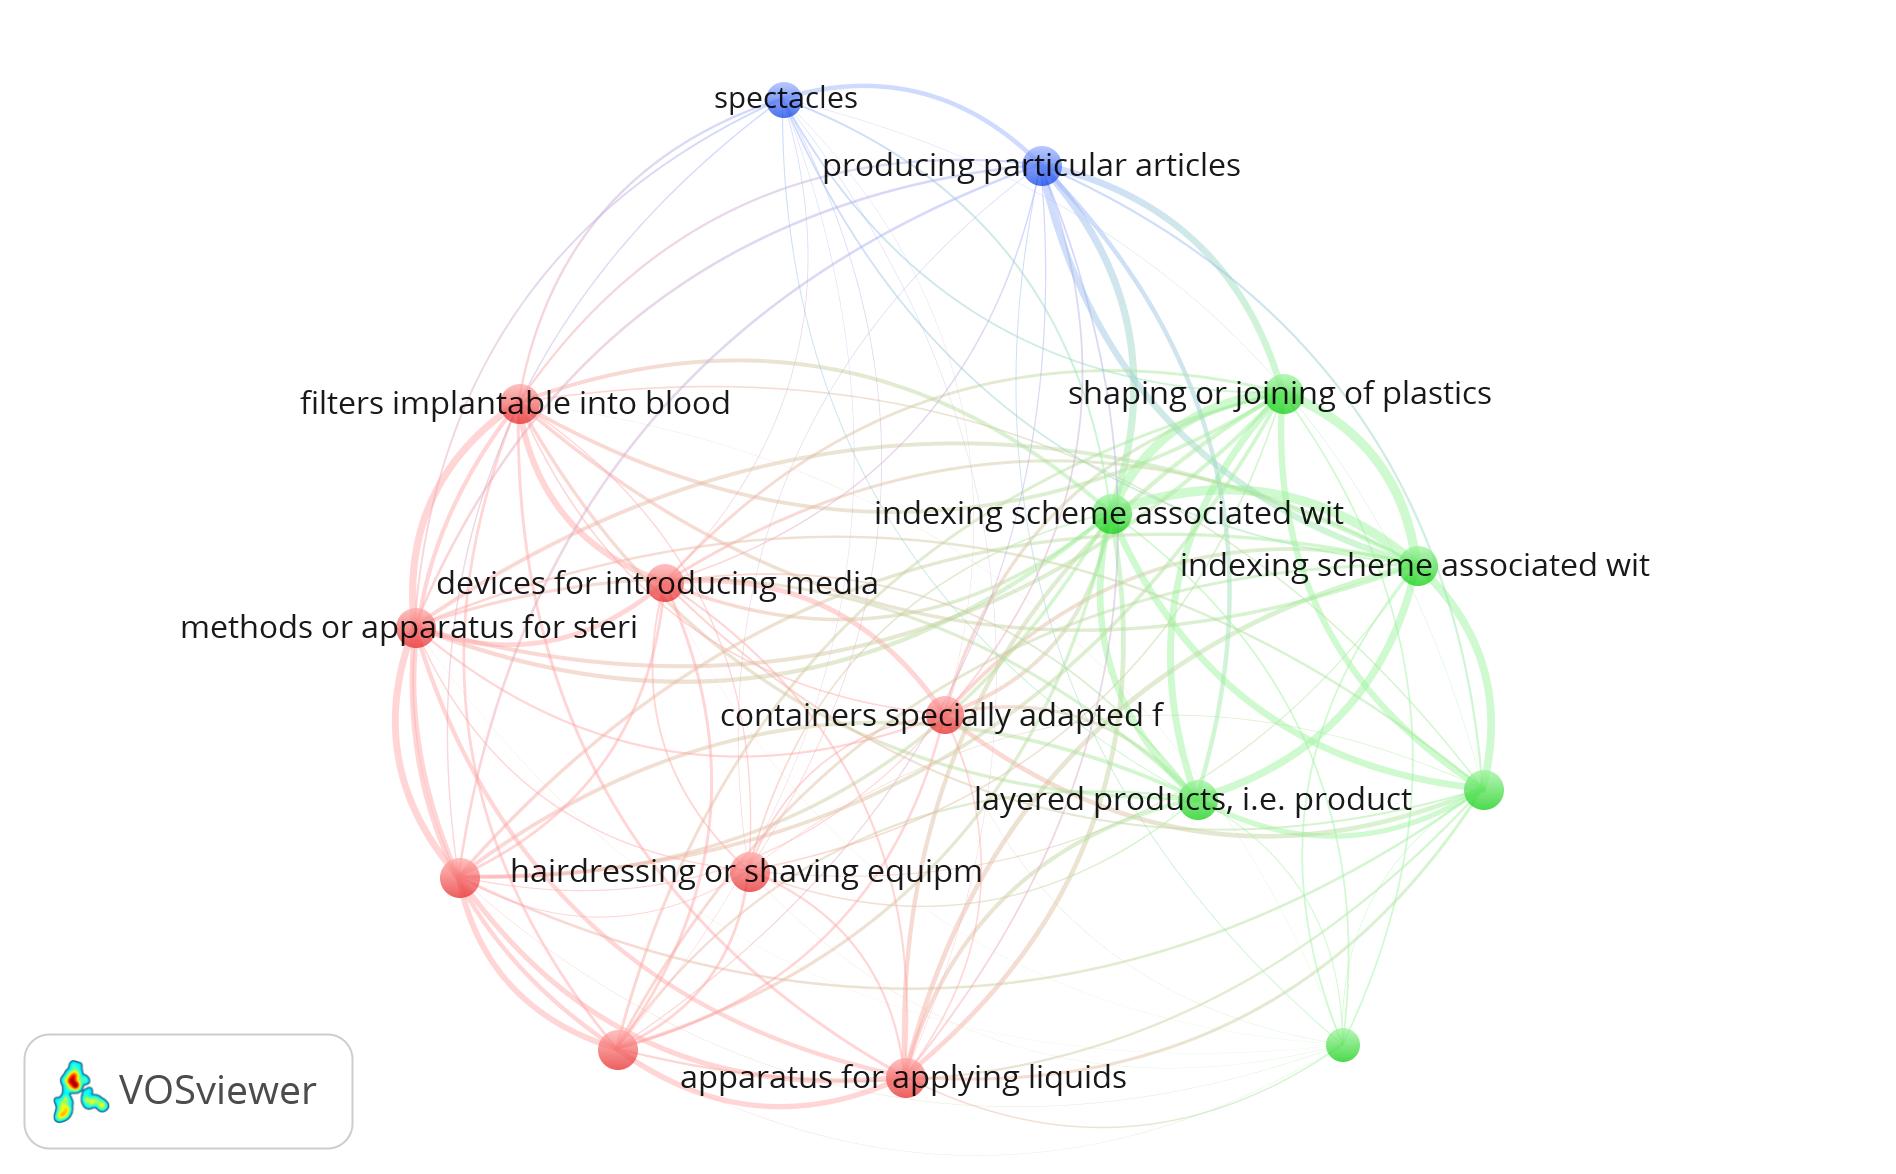 spectacles
producing particular articles
filters implantable into blood
shaping or joining of plastics
indexing scheme associated wit
indexing scheme associated wit
devices for introducing media
methods or apparatus for steri
containers specially adapted f
layered products, i.e. product
hairdressing or shaving equipm
apparatus for applying liquids
VOSviewer